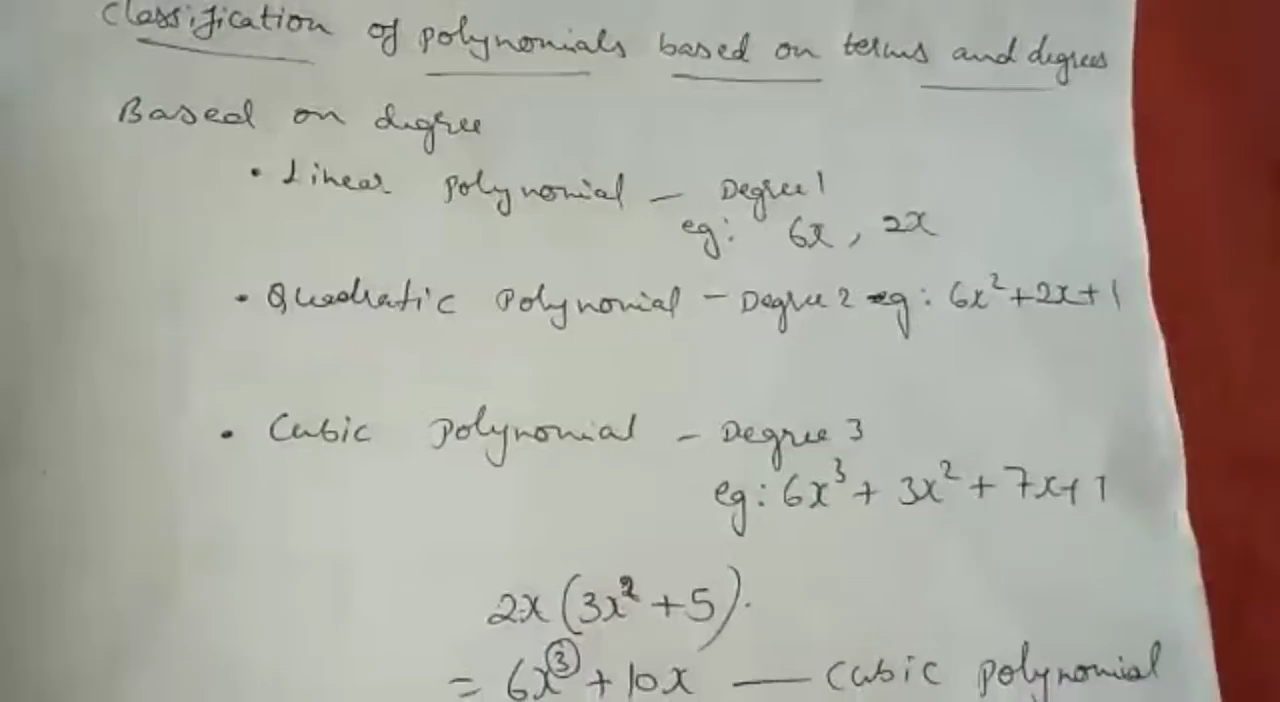 Classification of polynomials based on terms and degrees
Based on degree
• Linear polynomial — Degree 1
eg: 6x, 2x
• Quadratic Polynomial — Degree 2 eg: 6x²+2x+1
• Cubic Polynomial — Degree 3
eg: 6x³ + 3x² + 7x+1
2x (3x² +5).
= 6x³ + 10x — Cubic polynomial